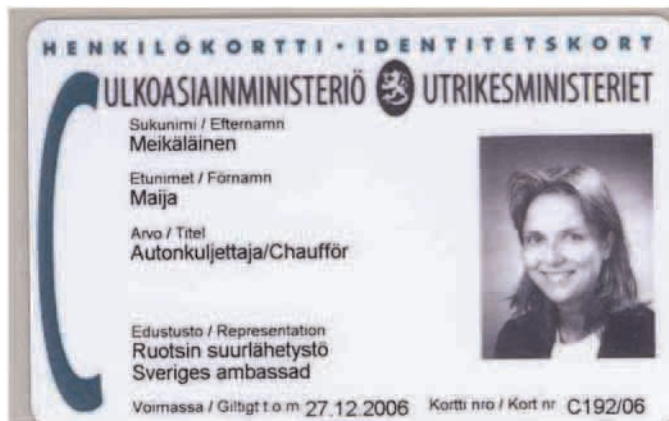 HENKILÖKORTTI • IDENTITETSKORT
ULKOASIAINMINISTERIÖ UTRIKESMINISTERIET
Sukunimi / Efternamn
Meikäläinen
Etunimet / Förnamn
Maija
Arvo / Titel
Autonkuljettaja/Chaufför
Edustusto / Representation
Ruotsin suurlähetystö
Sveriges ambassad
Voimassa / Giltigt t o m 27.12.2006 Kortti nro / Kort nr C192/06